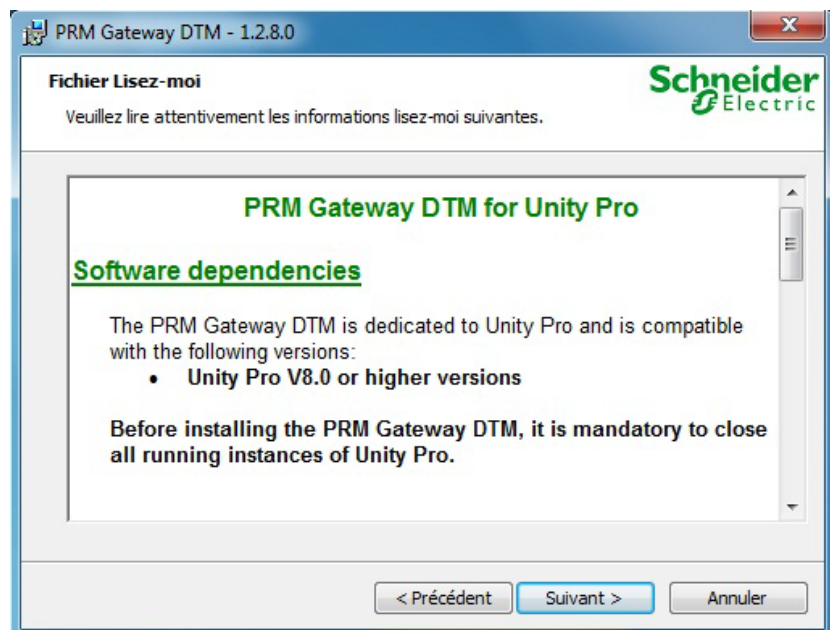 PRM Gateway DTM - 1.2.8.0
Fichier Lisez-moi
Veuillez lire attentivement les informations lisez-moi suivantes.
Schneider
Electric
PRM Gateway DTM for Unity Pro
Software dependencies
The PRM Gateway DTM is dedicated to Unity Pro and is compatible
with the following versions:
• Unity Pro V8.0 or higher versions
Before installing the PRM Gateway DTM, it is mandatory to close
all running instances of Unity Pro.
< Précédent
Suivant >
Annuler